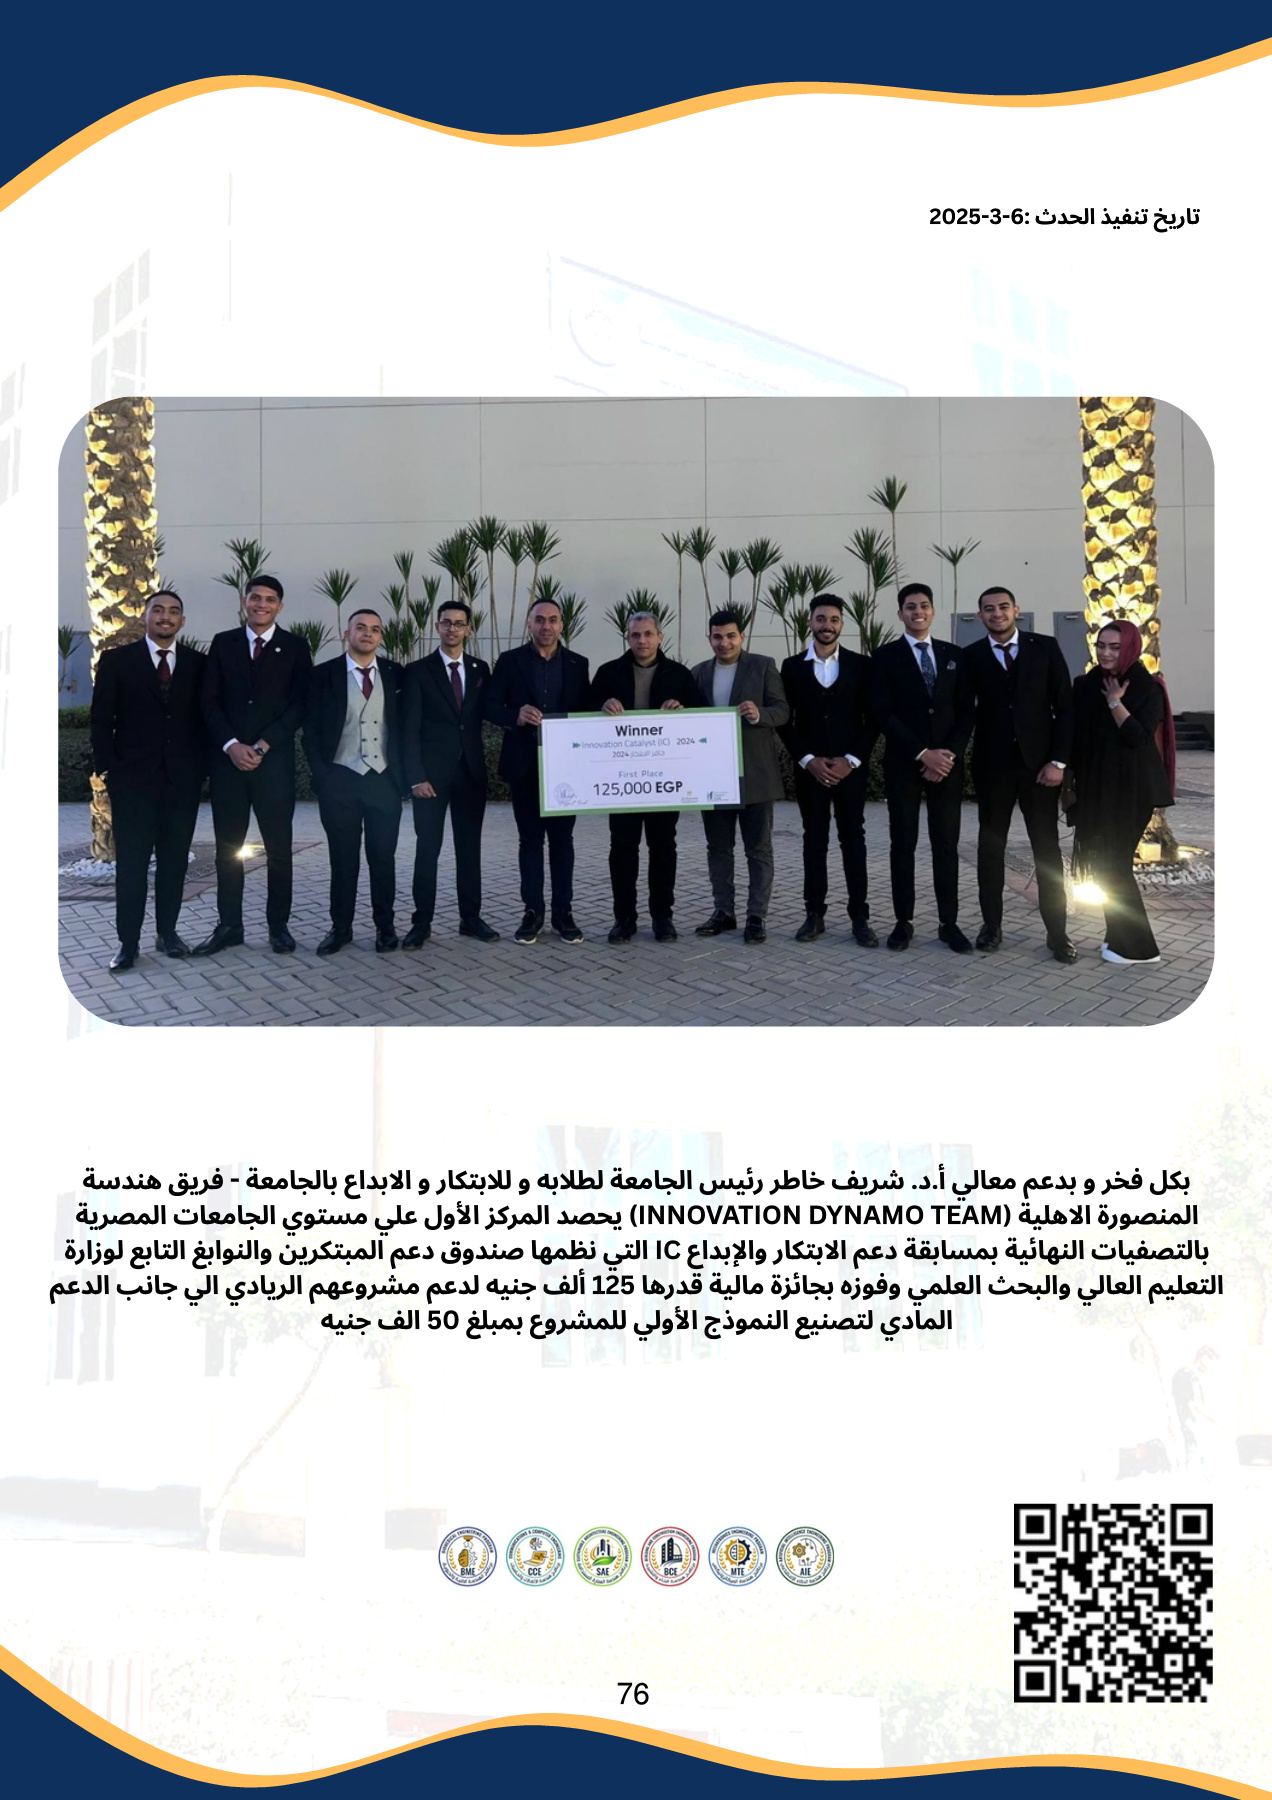 تاريخ تنفيذ الحدث :6-3-2025
Winner
Innovation Catalyst (IC) 2024
حافز الابتكار 2024
First Place
125,000 EGP
بكل فخر و بدعم معالي أ.د. شريف خاطر رئيس الجامعة لطلابه و للابتكار و الابداع بالجامعة - فريق هندسة
المنصورة الاهلية (INNOVATION DYNAMO TEAM) يحصد المركز الأول علي مستوي الجامعات المصرية
بالتصفيات النهائية بمسابقة دعم الابتكار والإبداع IC التي نظمها صندوق دعم المبتكرين والنوابغ التابع لوزارة
التعليم العالي والبحث العلمي وفوزه بجائزة مالية قدرها 125 ألف جنيه لدعم مشروعهم الريادي الي جانب الدعم
المادي لتصنيع النموذج الأولي للمشروع بمبلغ 50 الف جنيه
BME
CCE
SAE
BCE
MTE
AIE
76